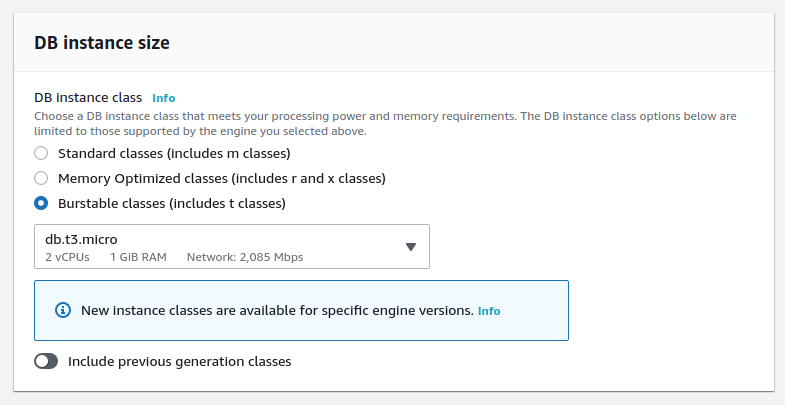 DB instance size
DB instance class Info
Choose a DB instance class that meets your processing power and memory requirements. The DB instance class options below are
limited to those supported by the engine you selected above.
Standard classes (includes m classes)
Memory Optimized classes (includes r and x classes)
Burstable classes (includes t classes)
db.t3.micro
2 vCPUs 1 GiB RAM Network: 2,085 Mbps
New instance classes are available for specific engine versions. Info
Include previous generation classes